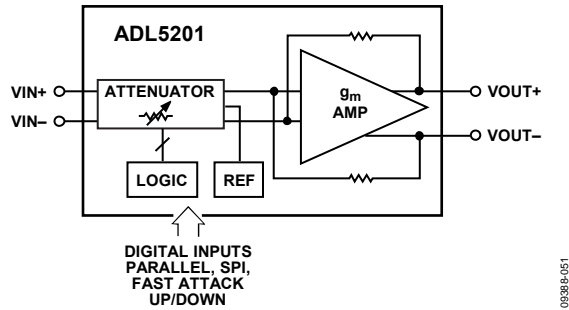 ADL5201
VIN+
VIN–
ATTENUATOR
LOGIC
REF
gm
AMP
VOUT+
VOUT–
DIGITAL INPUTS
PARALLEL, SPI,
FAST ATTACK
UP/DOWN
09388-051